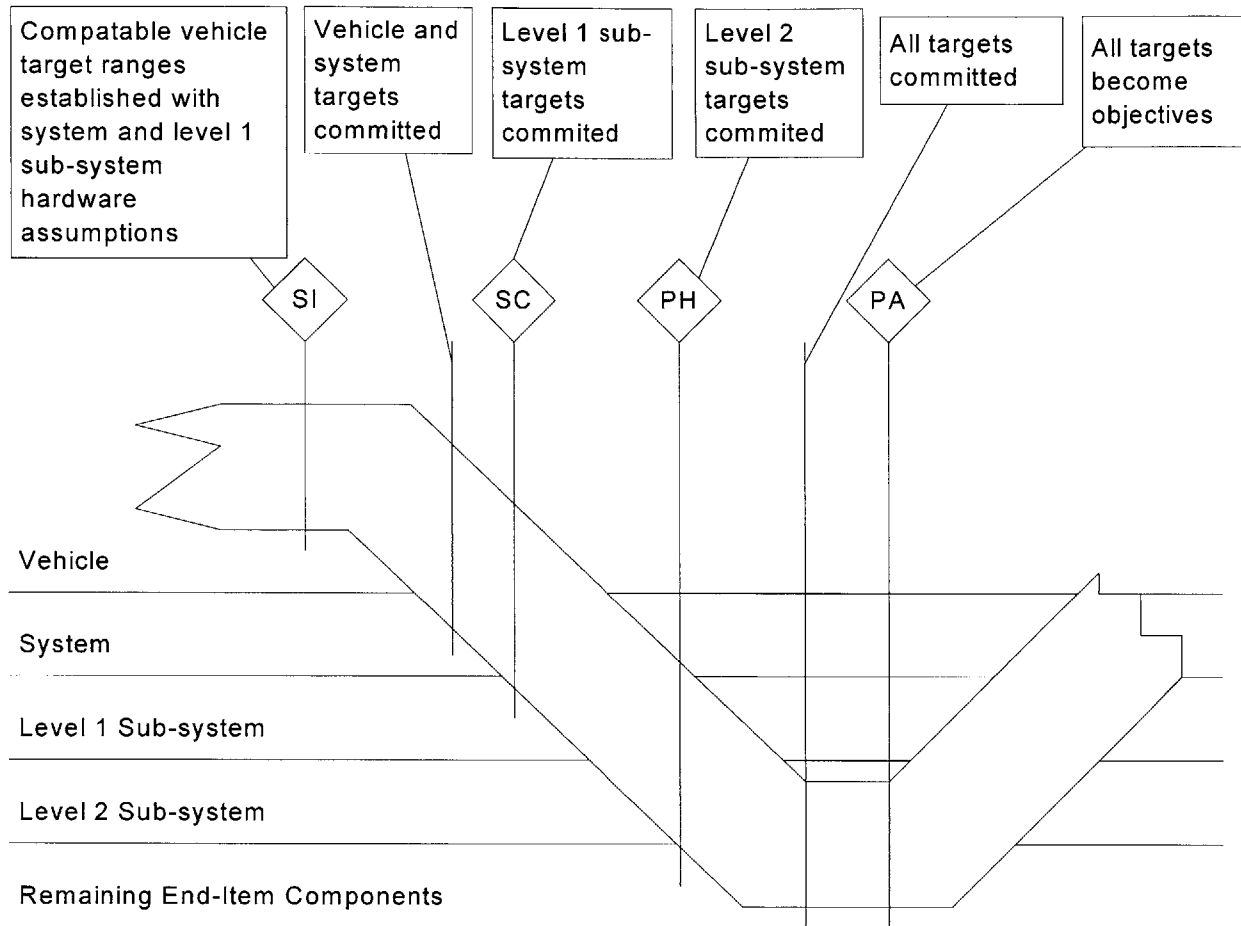 Compatable vehicle
target ranges
established with
system and level 1
sub-system
hardware
assumptions
Vehicle and
system
targets
committed
Level 1 sub-
system
targets
commited
Level 2
sub-system
targets
commited
All targets
committed
All targets
become
objectives
SI
SC
PH
PA
Vehicle
System
Level 1 Sub-system
Level 2 Sub-system
Remaining End-Item Components